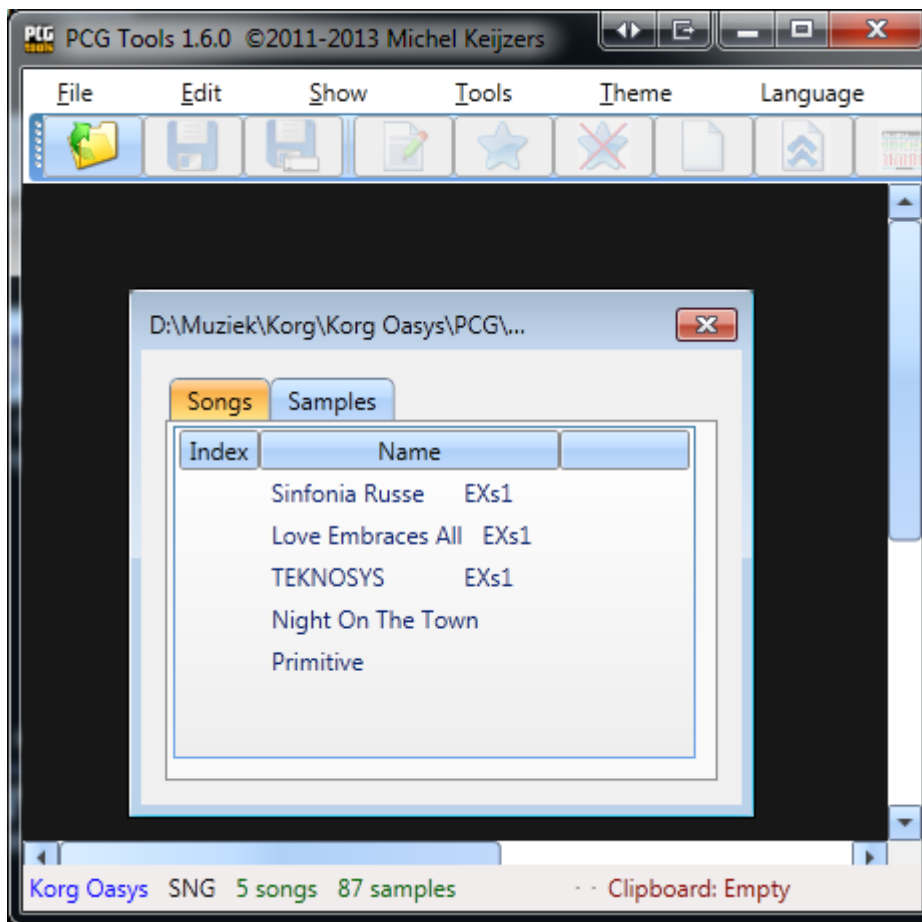 PCG Tools 1.6.0 ©2011-2013 Michel Keijzers
File Edit Show Tools Theme Language
D:\Muziek\Korg\Korg Oasys\PCG\...
Songs Samples
Index Name
Sinfonia Russe EXs1
Love Embraces All EXs1
TEKNOSYS EXs1
Night On The Town
Primitive
Korg Oasys SNG 5 songs 87 samples - - Clipboard: Empty